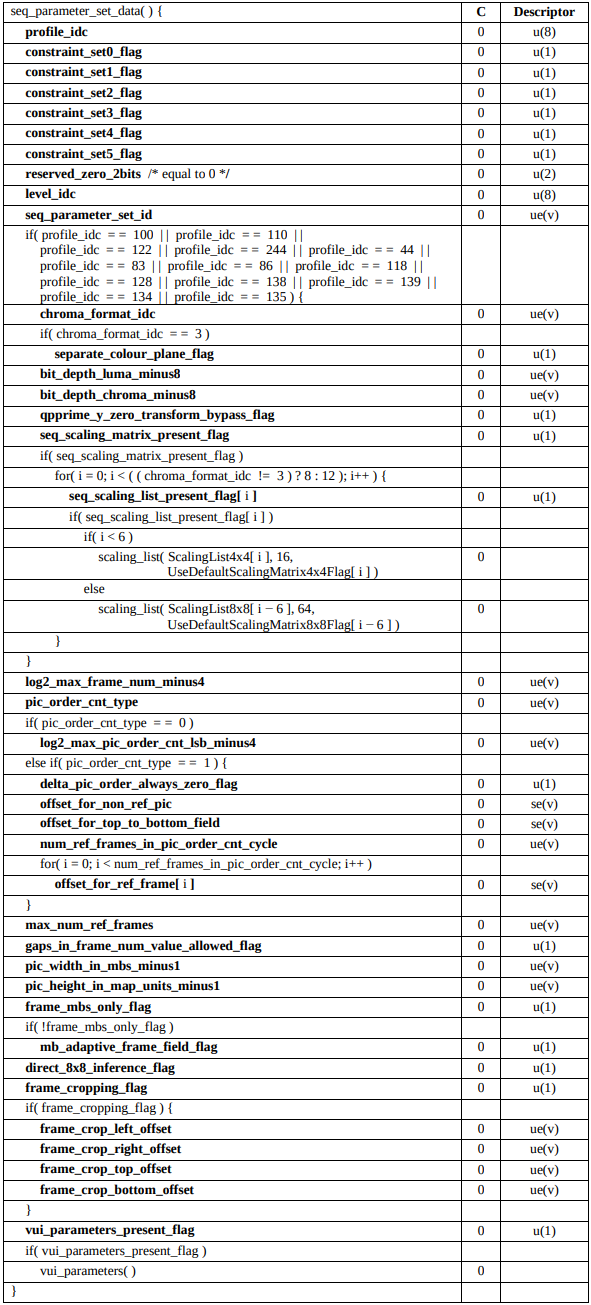 seq_parameter_set_data( ) { C Descriptor
profile_idc 0 u(8)
constraint_set0_flag 0 u(1)
constraint_set1_flag 0 u(1)
constraint_set2_flag 0 u(1)
constraint_set3_flag 0 u(1)
constraint_set4_flag 0 u(1)
constraint_set5_flag 0 u(1)
reserved_zero_2bits /* equal to 0 */ 0 u(2)
level_idc 0 u(8)
seq_parameter_set_id 0 ue(v)
if( profile_idc = = 100 | | profile_idc = = 110 | |
profile_idc = = 122 | | profile_idc = = 244 | | profile_idc = = 44 | |
profile_idc = = 83 | | profile_idc = = 86 | | profile_idc = = 118 | |
profile_idc = = 128 | | profile_idc = = 138 | | profile_idc = = 139 | |
profile_idc = = 134 | | profile_idc = = 135 ) {
chroma_format_idc 0 ue(v)
if( chroma_format_idc = = 3 )
separate_colour_plane_flag 0 u(1)
bit_depth_luma_minus8 0 ue(v)
bit_depth_chroma_minus8 0 ue(v)
qpprime_y_zero_transform_bypass_flag 0 u(1)
seq_scaling_matrix_present_flag 0 u(1)
if( seq_scaling_matrix_present_flag )
for( i = 0; i < ( ( chroma_format_idc != 3 ) ? 8 : 12 ); i++ ) {
seq_scaling_list_present_flag[ i ] 0 u(1)
if( seq_scaling_list_present_flag[ i ] )
if( i < 6 )
scaling_list( ScalingList4x4[ i ], 16, 0
UseDefaultScalingMatrix4x4Flag[ i ] )
else
scaling_list( ScalingList8x8[ i − 6 ], 64, 0
UseDefaultScalingMatrix8x8Flag[ i − 6 ] )
}
}
log2_max_frame_num_minus4 0 ue(v)
pic_order_cnt_type 0 ue(v)
if( pic_order_cnt_type = = 0 )
log2_max_pic_order_cnt_lsb_minus4 0 ue(v)
else if( pic_order_cnt_type = = 1 ) {
delta_pic_order_always_zero_flag 0 u(1)
offset_for_non_ref_pic 0 se(v)
offset_for_top_to_bottom_field 0 se(v)
num_ref_frames_in_pic_order_cnt_cycle 0 ue(v)
for( i = 0; i < num_ref_frames_in_pic_order_cnt_cycle; i++ )
offset_for_ref_frame[ i ] 0 se(v)
}
max_num_ref_frames 0 ue(v)
gaps_in_frame_num_value_allowed_flag 0 u(1)
pic_width_in_mbs_minus1 0 ue(v)
pic_height_in_map_units_minus1 0 ue(v)
frame_mbs_only_flag 0 u(1)
if( !frame_mbs_only_flag )
mb_adaptive_frame_field_flag 0 u(1)
direct_8x8_inference_flag 0 u(1)
frame_cropping_flag 0 u(1)
if( frame_cropping_flag ) {
frame_crop_left_offset 0 ue(v)
frame_crop_right_offset 0 ue(v)
frame_crop_top_offset 0 ue(v)
frame_crop_bottom_offset 0 ue(v)
}
vui_parameters_present_flag 0 u(1)
if( vui_parameters_present_flag )
vui_parameters( ) 0
}